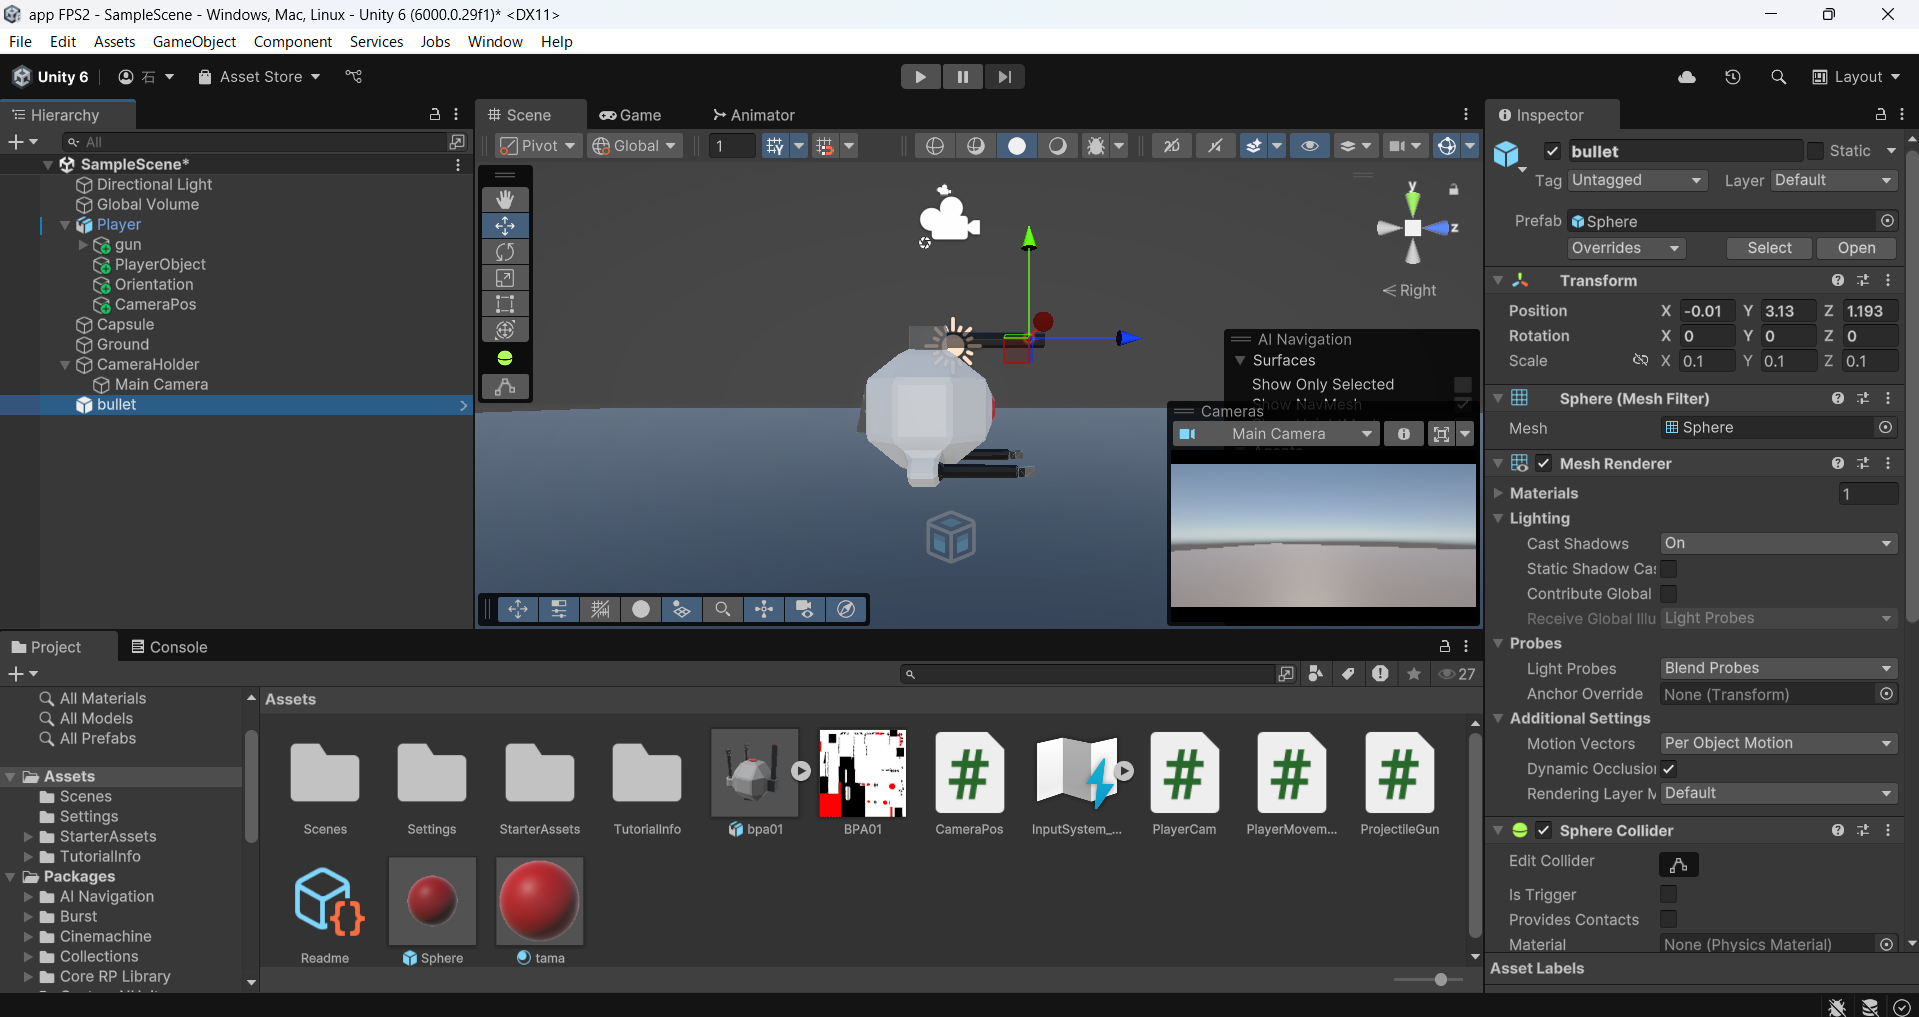 app FPS2 - SampleScene - Windows, Mac, Linux - Unity 6 (6000.0.29f1)* <DX11>
File Edit Assets GameObject Component Services Jobs Window Help
Unity 6 石 Asset Store Layout
Hierarchy
All
SampleScene*
Directional Light
Global Volume
Player
gun
PlayerObject
Orientation
CameraPos
Capsule
Ground
CameraHolder
Main Camera
bullet
Scene Game Animator
Pivot Global 1 2D
y
z
Right
AI Navigation
Surfaces
Show Only Selected
Show NavMesh
Cameras
Main Camera
Inspector
bullet Static
Tag Untagged Layer Default
Prefab Sphere
Overrides Select Open
Transform
Position X -0.01 Y 3.13 Z 1.193
Rotation X 0 Y 0 Z 0
Scale X 0.1 Y 0.1 Z 0.1
Sphere (Mesh Filter)
Mesh Sphere
Mesh Renderer
Materials 1
Lighting
Cast Shadows On
Static Shadow Cas
Contribute Global
Receive Global Illu Light Probes
Probes
Light Probes Blend Probes
Anchor Override None (Transform)
Additional Settings
Motion Vectors Per Object Motion
Dynamic Occlusion
Rendering Layer M Default
Sphere Collider
Edit Collider
Is Trigger
Provides Contacts
Material None (Physics Material)
Asset Labels
Project Console
27
All Materials
All Models
All Prefabs
Assets
Scenes
Settings
StarterAssets
TutorialInfo
Packages
AI Navigation
Burst
Cinemachine
Collections
Core RP Library
Assets
Scenes Settings StarterAssets TutorialInfo bpa01 BPA01 CameraPos InputSystem_... PlayerCam PlayerMovem... ProjectileGun
Readme Sphere tama